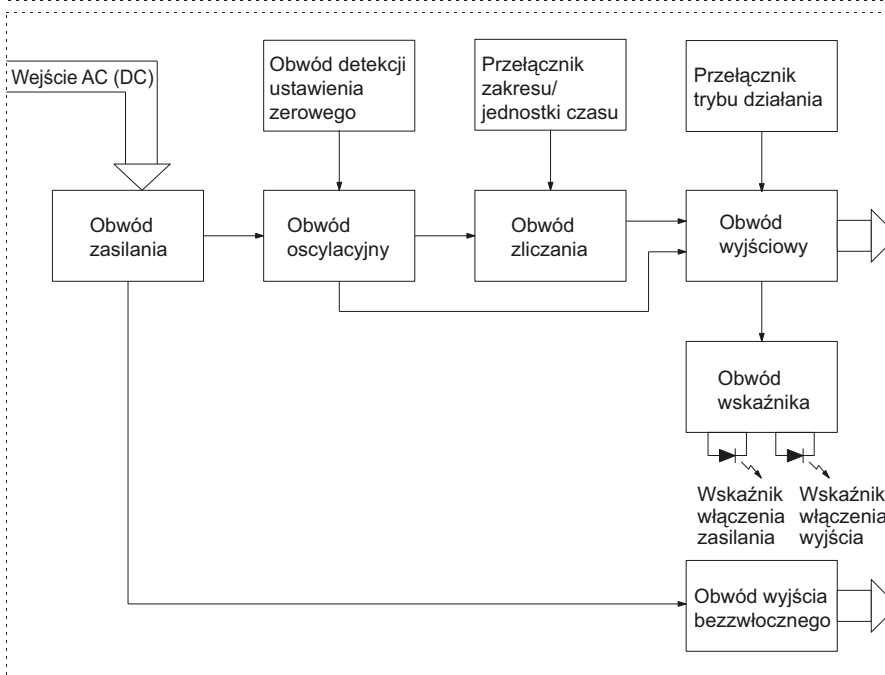 Wejście AC (DC)
Obwód detekcji
ustawienia
zerowego
Przełącznik
zakresu/
jednostki czasu
Przełącznik
trybu działania
Obwód
zasilania
Obwód
oscylacyjny
Obwód
zliczania
Obwód
wyjściowy
Obwód
wskaźnika
Wskaźnik
włączenia
zasilania
Wskaźnik
włączenia
wyjścia
Obwód wyjścia
bezzwłocznego